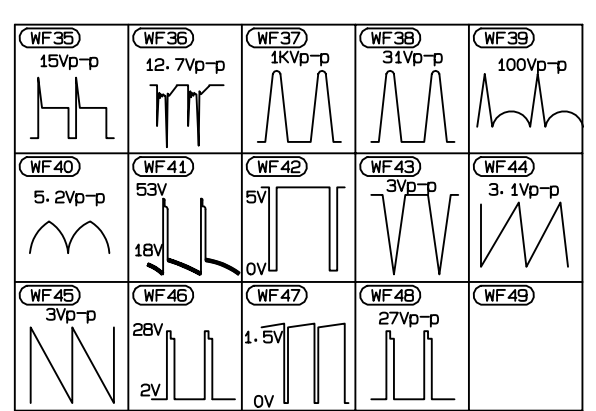 WF35 WF36 WF37 WF38 WF39
15Vp-p 12.7Vp-p 1KVp-p 31Vp-p 100Vp-p
WF40 WF41 WF42 WF43 WF44
5.2Vp-p 53V 18V 5V 0V 3Vp-p 3.1Vp-p
WF45 WF46 WF47 WF48 WF49
3Vp-p 28V 2V 1.5V 0V 27Vp-p